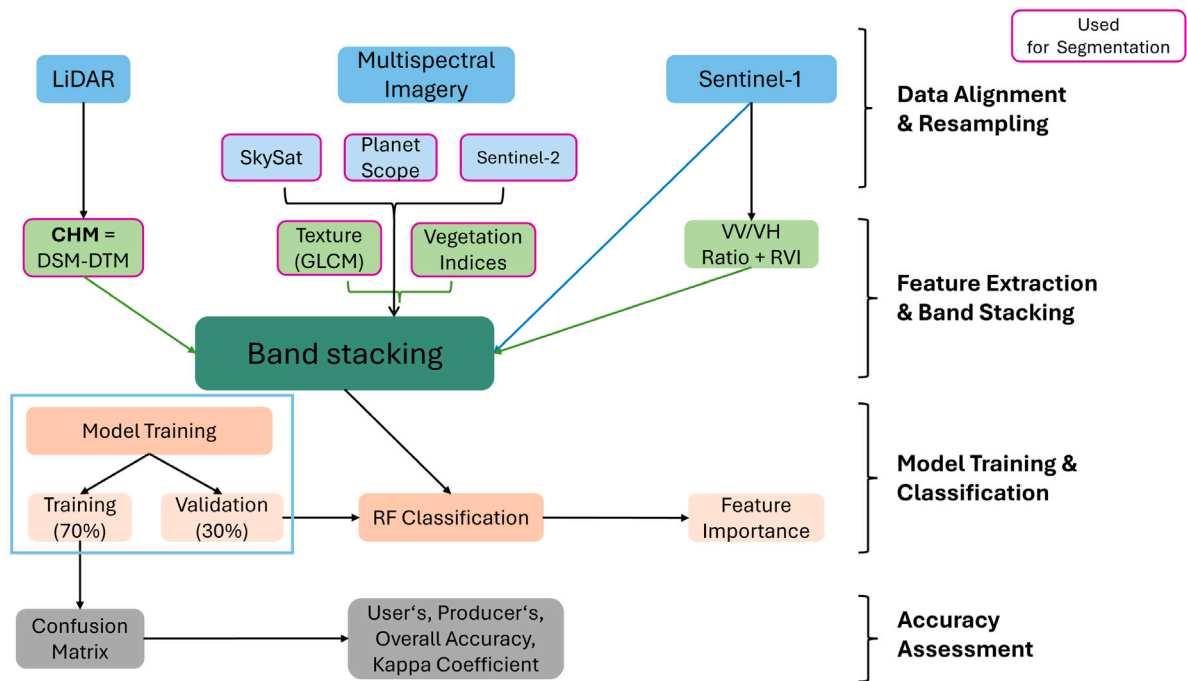 Used
for Segmentation
LiDAR
Multispectral
Imagery
Sentinel-1
Data Alignment
& Resampling
SkySat
Planet
Scope
Sentinel-2
CHM =
DSM-DTM
Texture
(GLCM)
Vegetation
Indices
VV/VH
Ratio + RVI
Feature Extraction
& Band Stacking
Band stacking
Model Training
Training
(70%)
Validation
(30%)
RF Classification
Feature
Importance
Model Training &
Classification
Confusion
Matrix
User‘s, Producer‘s,
Overall Accuracy,
Kappa Coefficient
Accuracy
Assessment